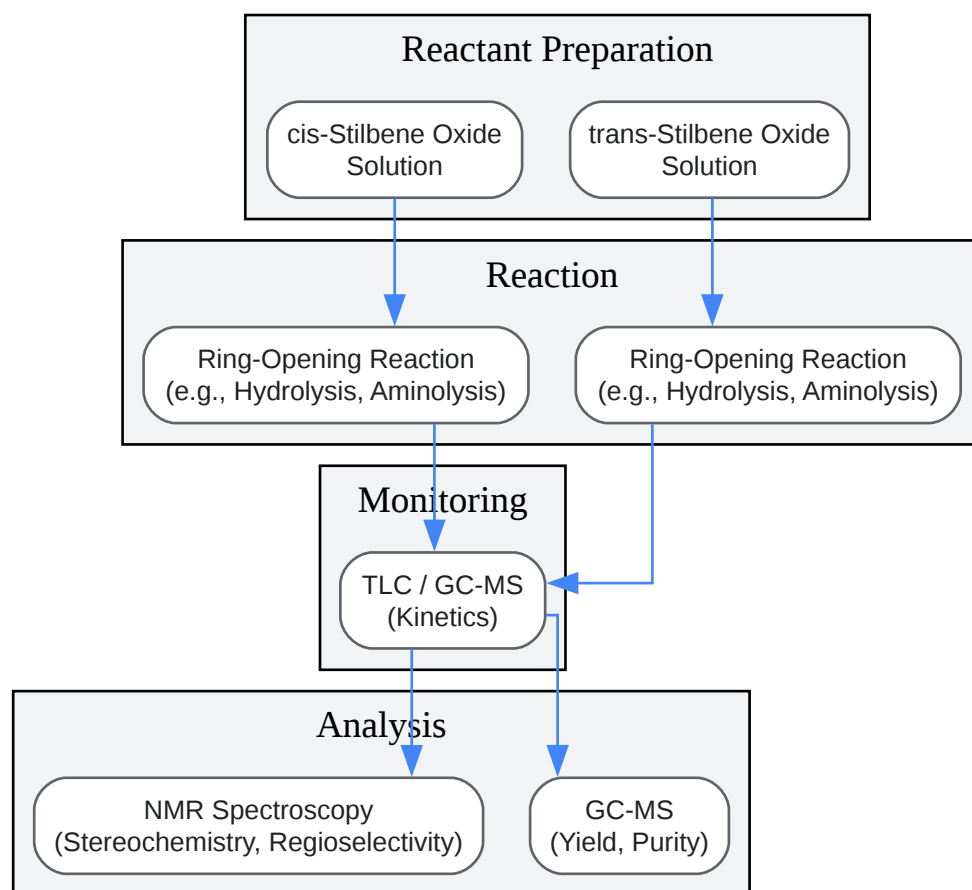 Reactant Preparation
cis-Stilbene Oxide
Solution
trans-Stilbene Oxide
Solution
Reaction
Ring-Opening Reaction
(e.g., Hydrolysis, Aminolysis)
Ring-Opening Reaction
(e.g., Hydrolysis, Aminolysis)
Monitoring
TLC / GC-MS
(Kinetics)
Analysis
NMR Spectroscopy
(Stereochemistry, Regioselectivity)
GC-MS
(Yield, Purity)